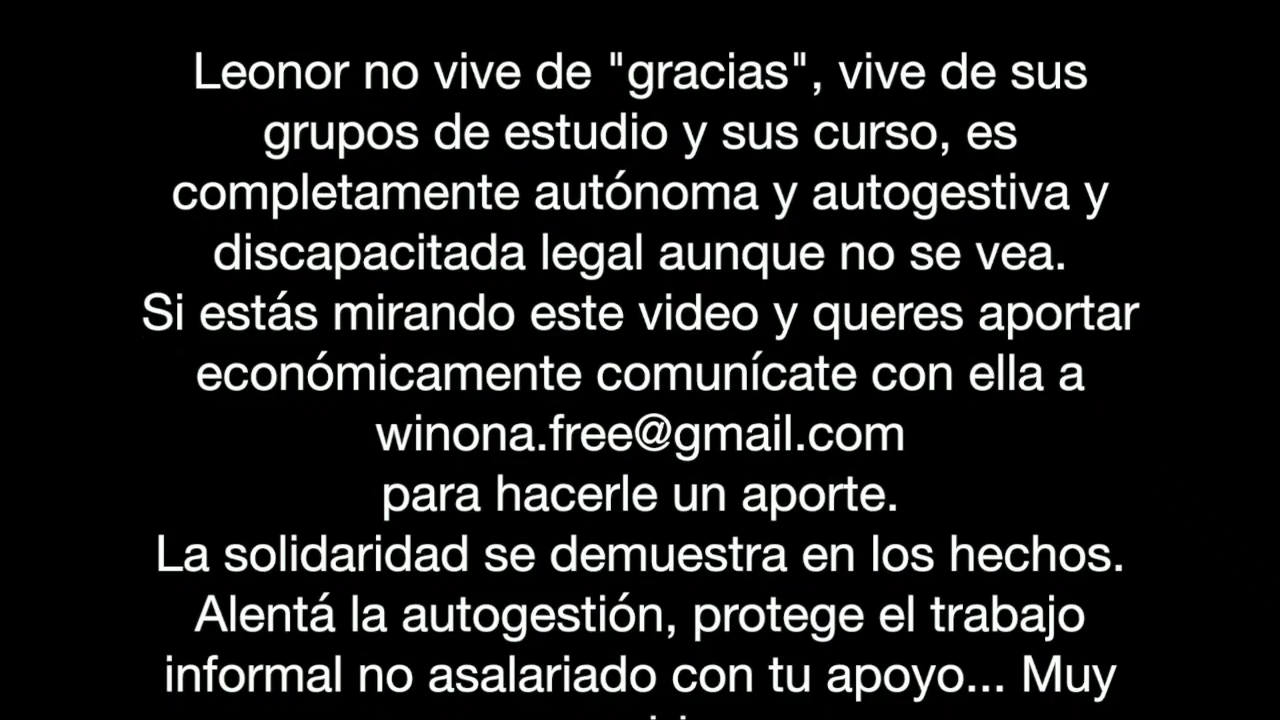 Leonor no vive de "gracias", vive de sus
grupos de estudio y sus curso, es
completamente autónoma y autogestiva y
discapacitada legal aunque no se vea.
Si estás mirando este video y queres aportar
económicamente comunícate con ella a
winona.free@gmail.com
para hacerle un aporte.
La solidaridad se demuestra en los hechos.
Alentá la autogestión, protege el trabajo
informal no asalariado con tu apoyo... Muy